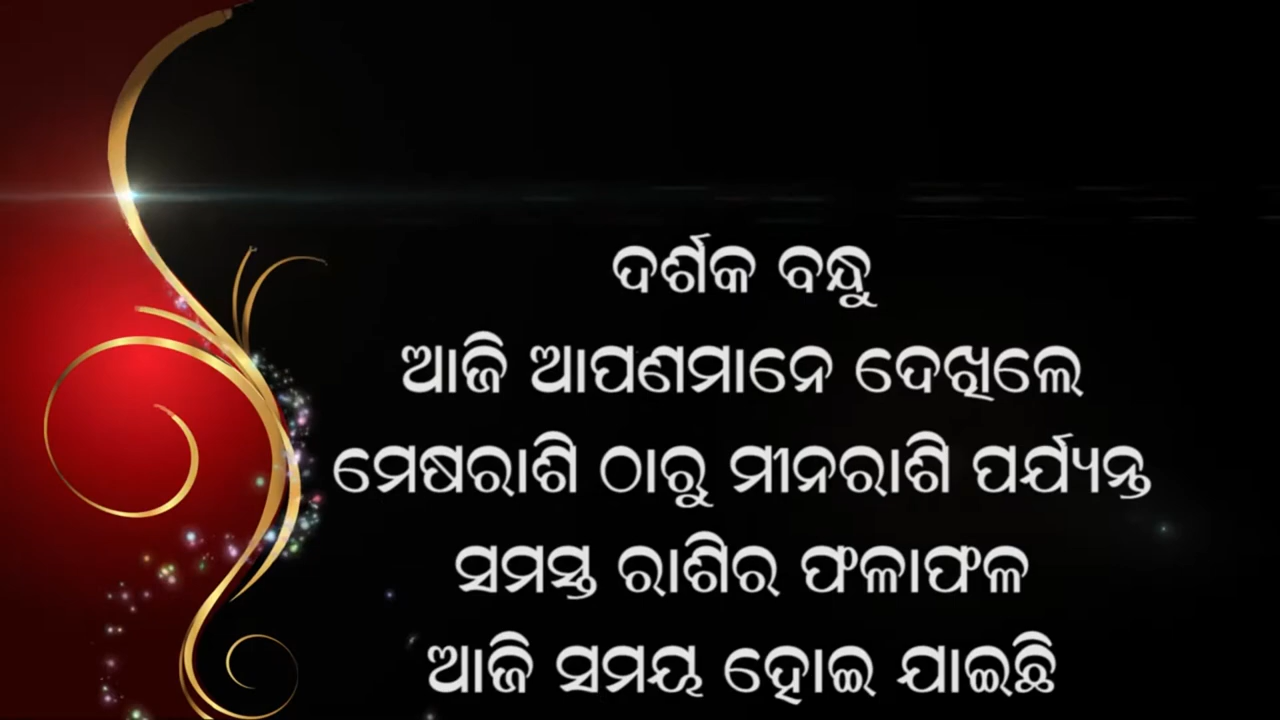 ଦର୍ଶକ ବନ୍ଧୁ
ଆଜି ଆପଣମାନେ ଦେଖିଲେ
ମେଷରାଶି ଠାରୁ ମୀନରାଶି ପର୍ଯ୍ୟନ୍ତ
ସମସ୍ତ ରାଶିର ଫଳାଫଳ
ଆଜି ସମୟ ହୋଇ ଯାଇଛି